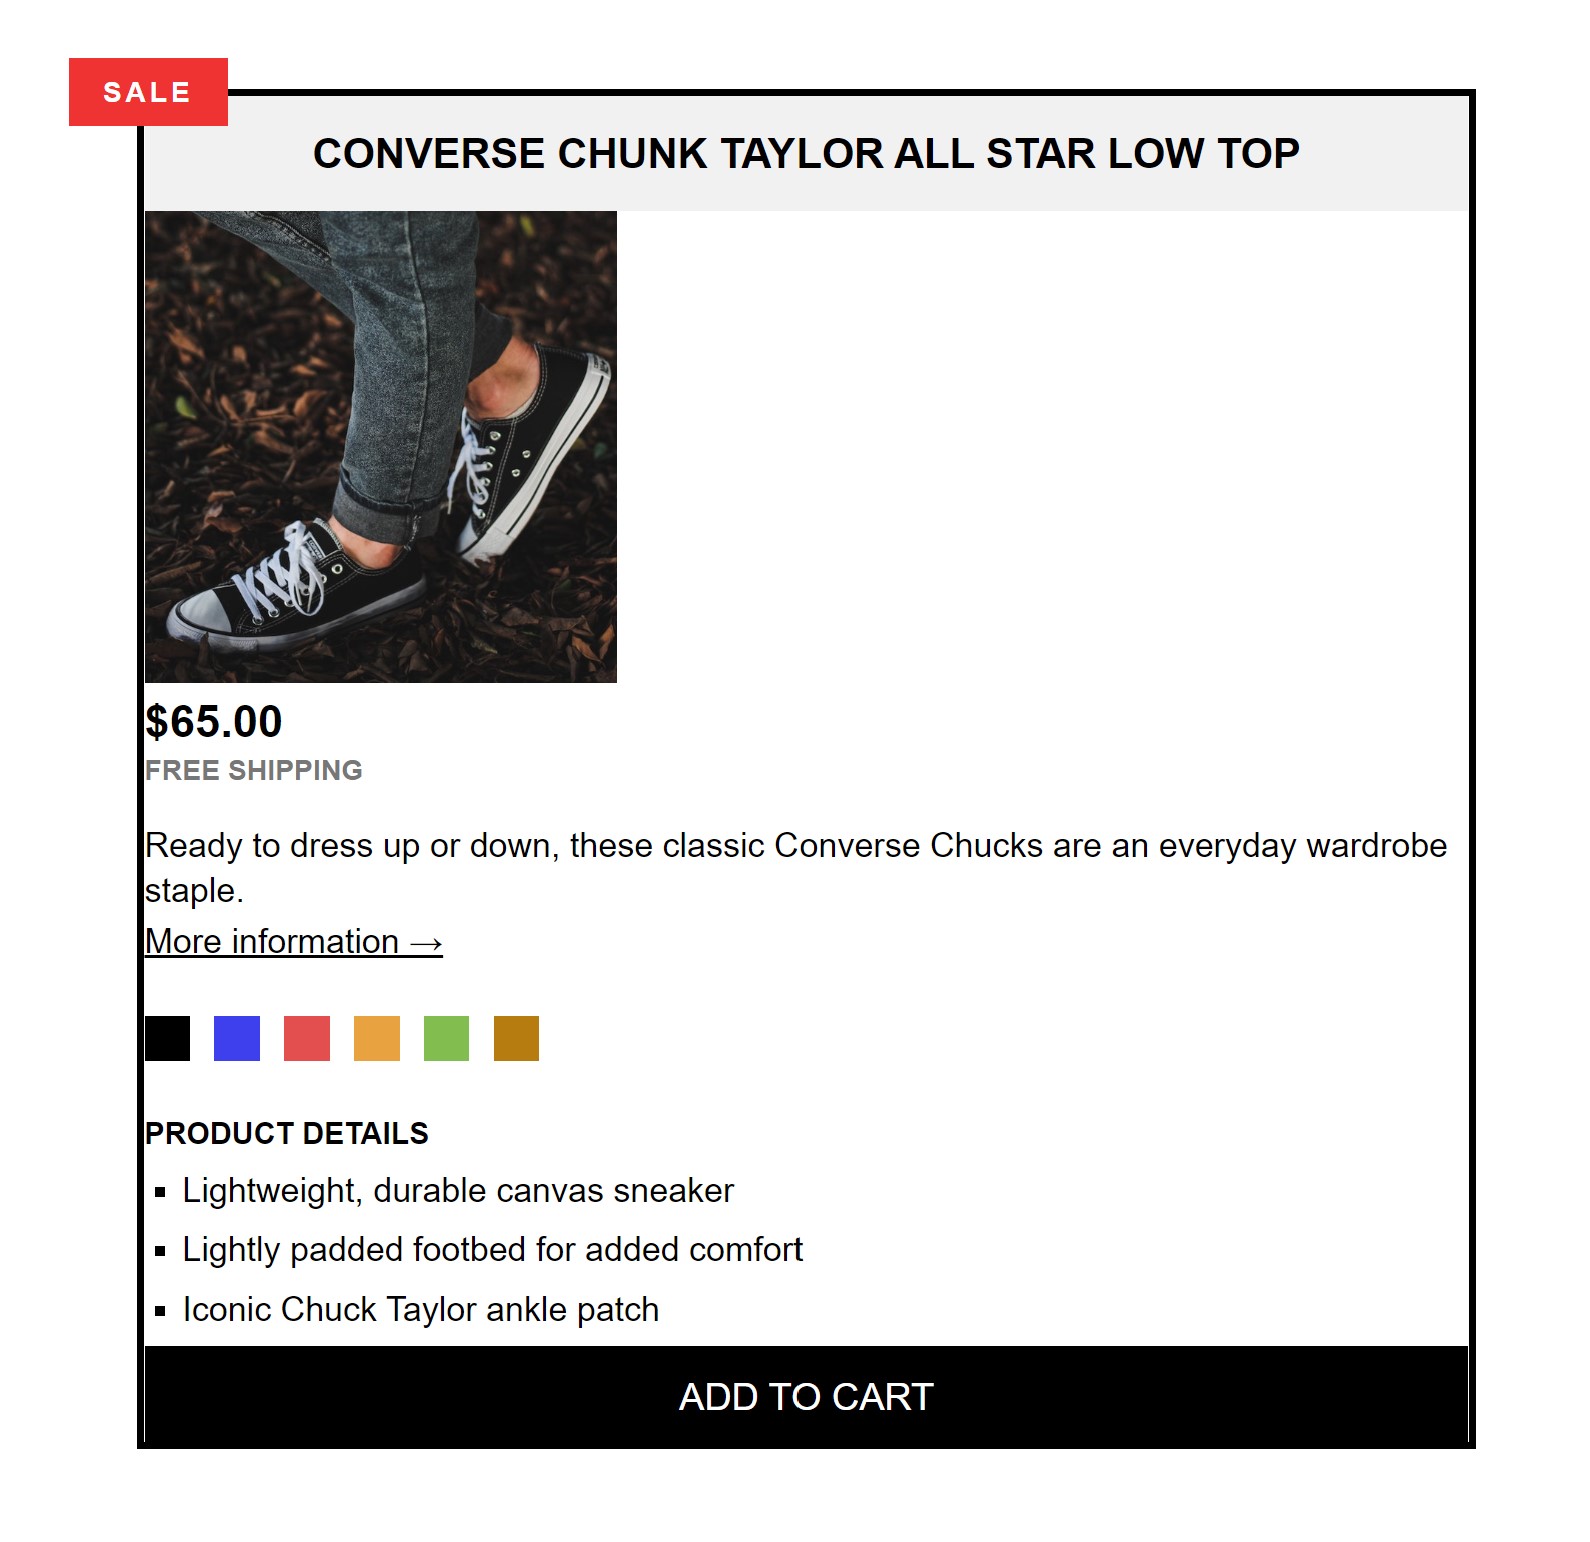 SALE
CONVERSE CHUNK TAYLOR ALL STAR LOW TOP
$65.00
FREE SHIPPING
Ready to dress up or down, these classic Converse Chucks are an everyday wardrobe
staple.
More information →
PRODUCT DETAILS
▪ Lightweight, durable canvas sneaker
▪ Lightly padded footbed for added comfort
▪ Iconic Chuck Taylor ankle patch
ADD TO CART